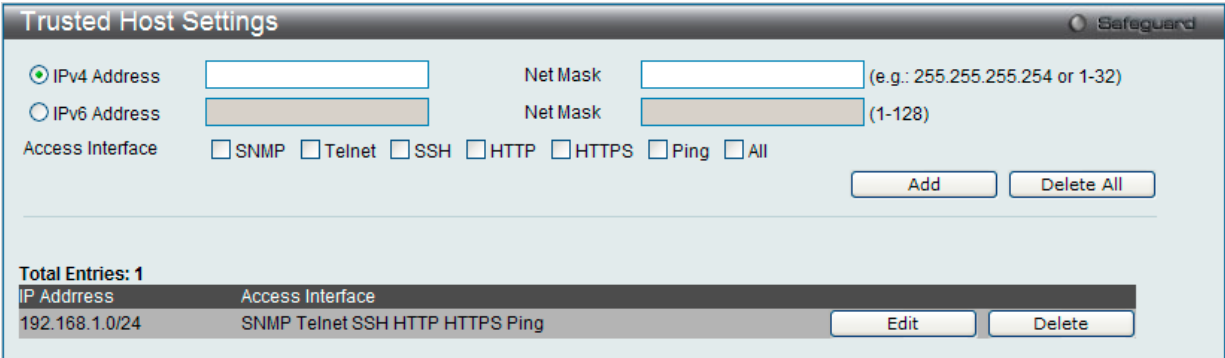 Trusted Host Settings
Safeguard
IPv4 Address Net Mask (e.g.: 255.255.255.254 or 1-32)
IPv6 Address Net Mask (1-128)
Access Interface SNMP Telnet SSH HTTP HTTPS Ping All
Add Delete All
Total Entries: 1
IP Addrress Access Interface
192.168.1.0/24 SNMP Telnet SSH HTTP HTTPS Ping Edit Delete